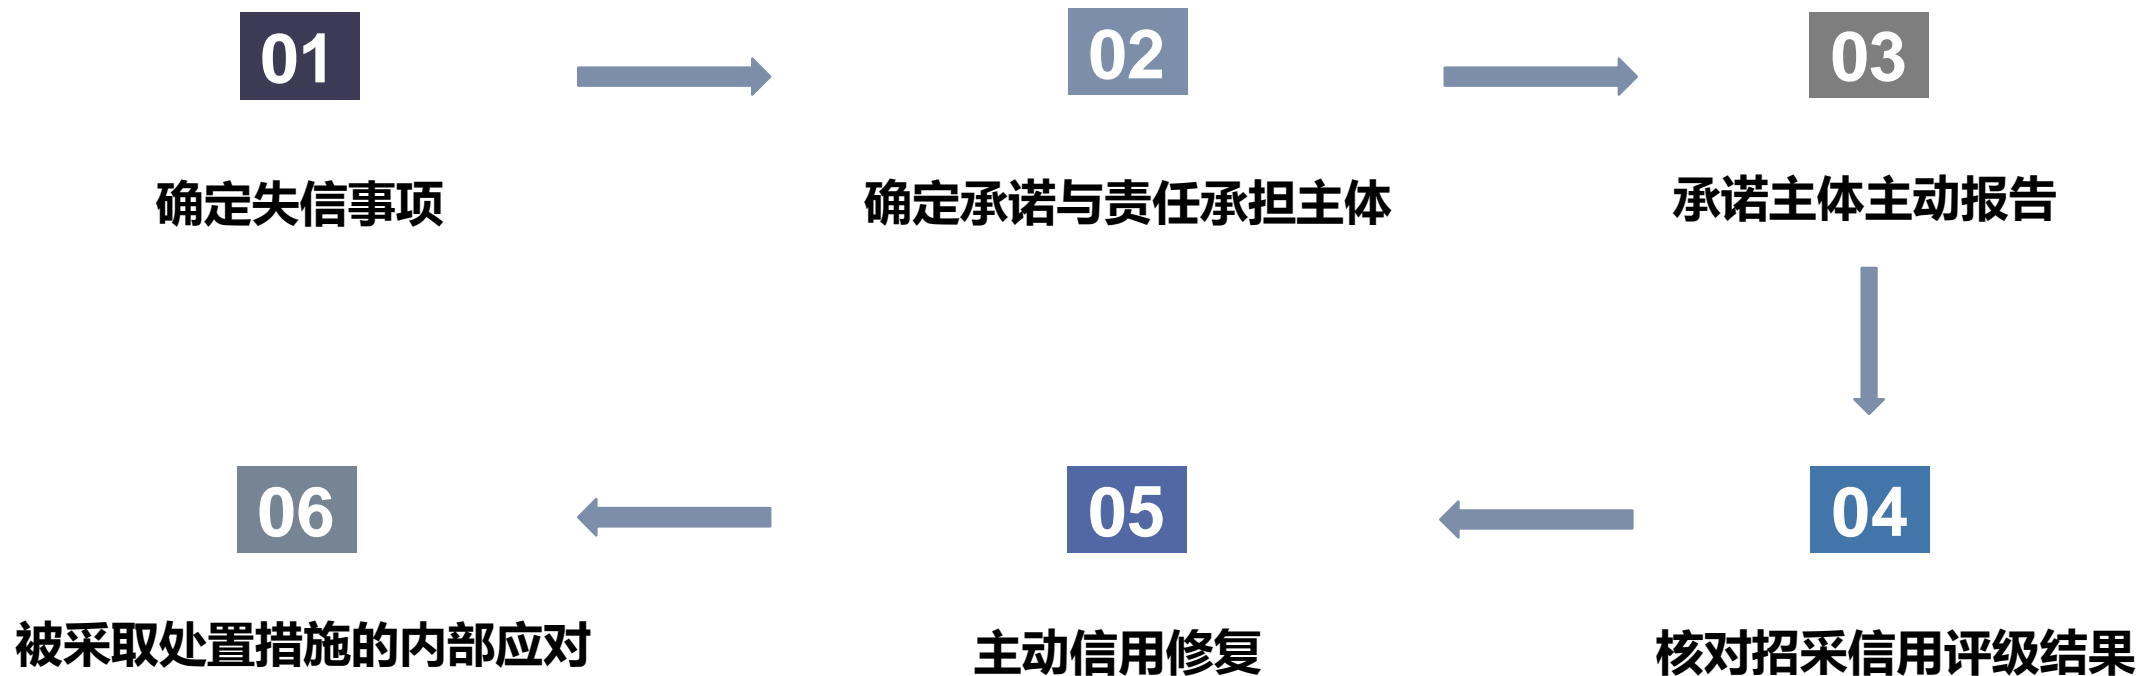 01
确定失信事项
02
确定承诺与责任承担主体
03
承诺主体主动报告
04
核对招采信用评级结果
05
主动信用修复
06
被采取处置措施的内部应对